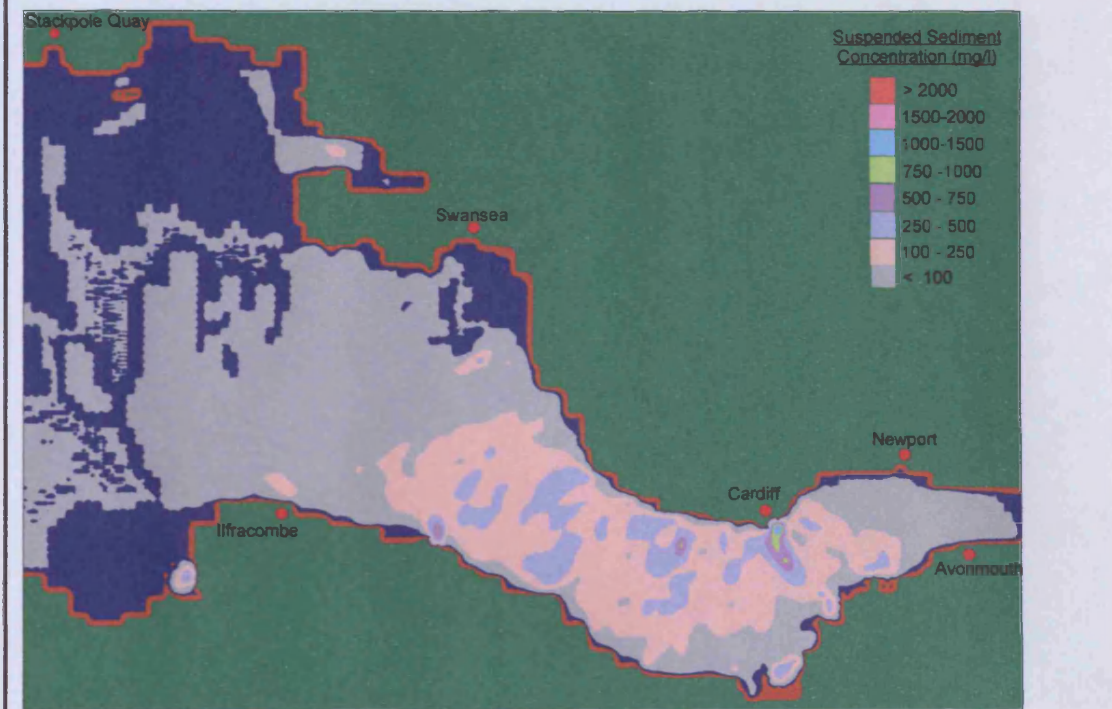 Stackpole Quay
Suspended Sediment
Concentration (mg/l)
> 2000
1500-2000
1000-1500
750 -1000
500 - 750
250 - 500
100 - 250
< 100
Swansea
Newport
Cardiff
Ilfracombe
Avonmouth